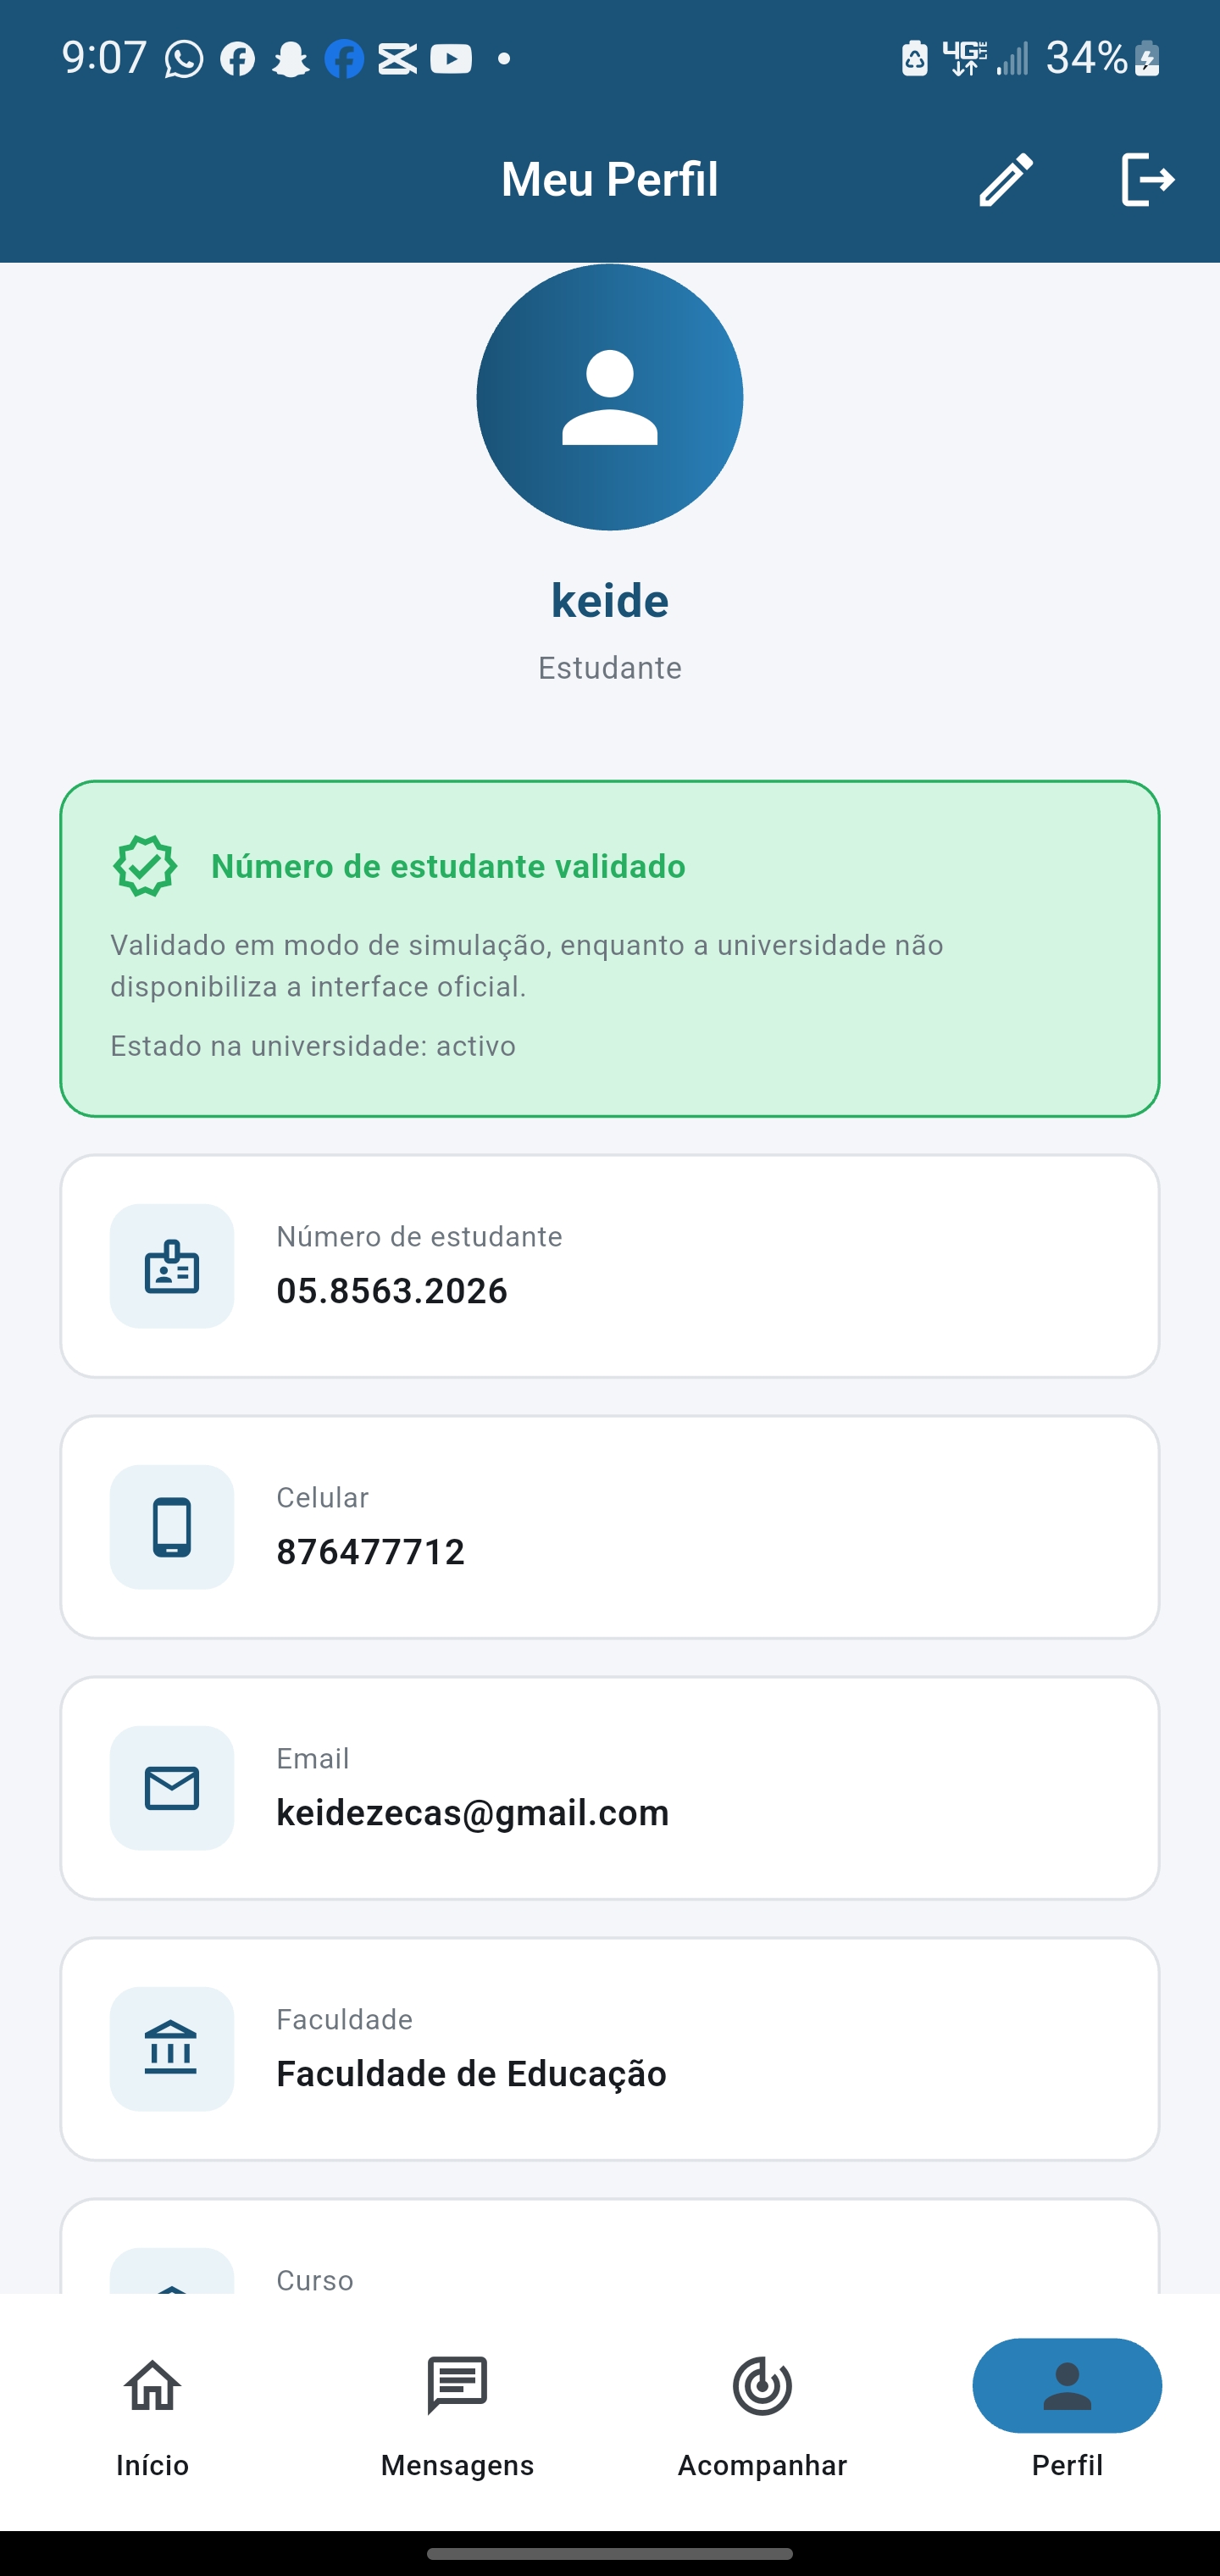 9:07
4G LTE 34%
Meu Perfil
keide
Estudante
Número de estudante validado
Validado em modo de simulação, enquanto a universidade não
disponibiliza a interface oficial.
Estado na universidade: activo
Número de estudante
05.8563.2026
Celular
876477712
Email
keidezecas@gmail.com
Faculdade
Faculdade de Educação
Curso
Início
Mensagens
Acompanhar
Perfil